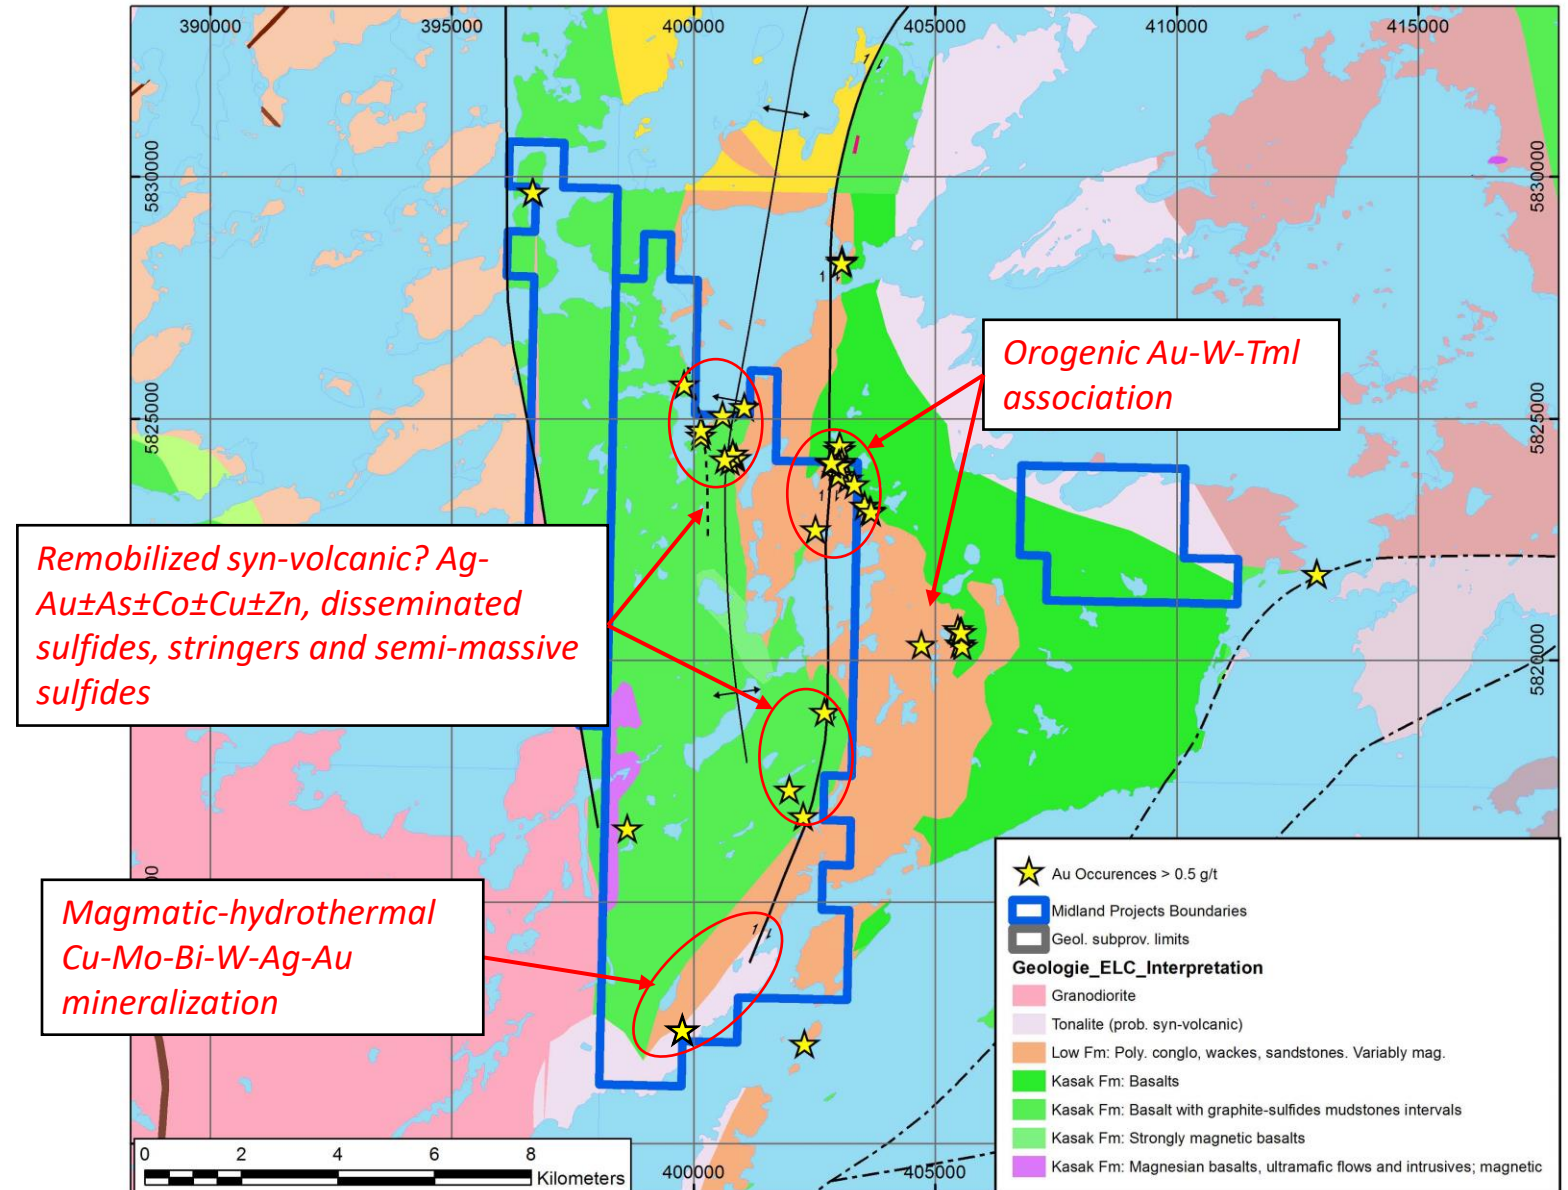 390000
395000
400000
405000
410000
415000
5830000
5830000
Orogenic Au-W-Tml
association
5825000
5825000
Remobilized syn-volcanic? Ag-
Au±As±Co±Cu±Zn, disseminated
sulfides, stringers and semi-massive
sulfides
5820000
Magmatic-hydrothermal
Cu-Mo-Bi-W-Ag-Au
mineralization
Au Occurences > 0.5 g/t
Midland Projects Boundaries
Geol. subprov. limits
Geologie_ELC_Interpretation
Granodiorite
Tonalite (prob. syn-volcanic)
Low Fm: Poly. conglo, wackes, sandstones. Variably mag.
Kasak Fm: Basalts
Kasak Fm: Basalt with graphite-sulfides mudstones intervals
Kasak Fm: Strongly magnetic basalts
Kasak Fm: Magnesian basalts, ultramafic flows and intrusives; magnetic
0 2 4 6 8
Kilometers
400000
405000